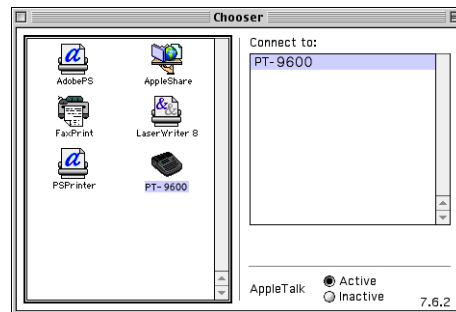 Chooser
AdobePS
AppleShare
FaxPrint
LaserWriter 8
PSPrinter
PT-9600
Connect to:
PT-9600
AppleTalk
Active
Inactive
7.6.2